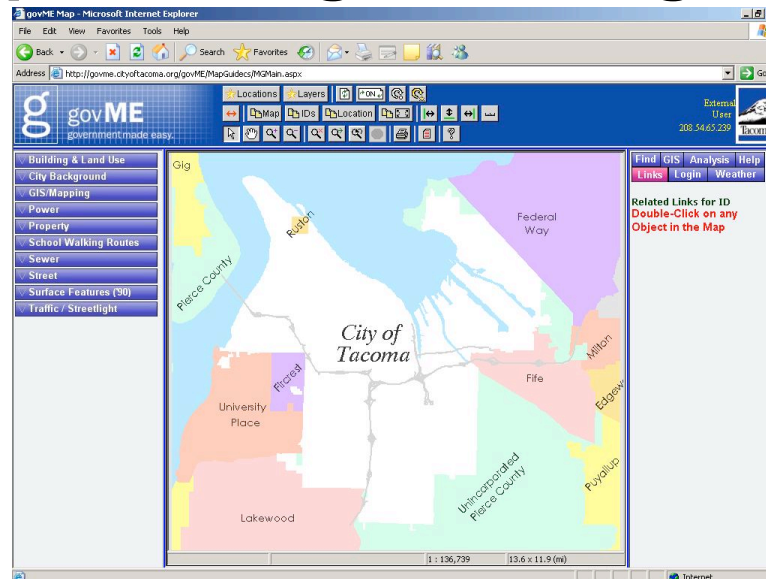 govME Map - Microsoft Internet Explorer
File Edit View Favorites Tools Help
Back Search Favorites
Address http://govme.cityoftacoma.org/govME/MapGuidecs/MGMain.aspx Go
g govME
government made easy.
Locations Layers ON
Map IDs Location
External
User
208.54.65.239
Building & Land Use
City Background
GIS/Mapping
Power
Property
School Walking Routes
Sewer
Street
Surface Features ('90)
Traffic / Streetlight
Gig
Ruston
Federal
Way
Pierce County
City of
Tacoma
Milton
Fircrest
Fife
University
Place
Edgew
Unincorporated
Pierce County
Puyallup
Lakewood
1 : 136,739 13.6 x 11.9 (mi)
Find GIS Analysis Help
Links Login Weather
Related Links for ID
Double-Click on any
Object in the Map
Internet